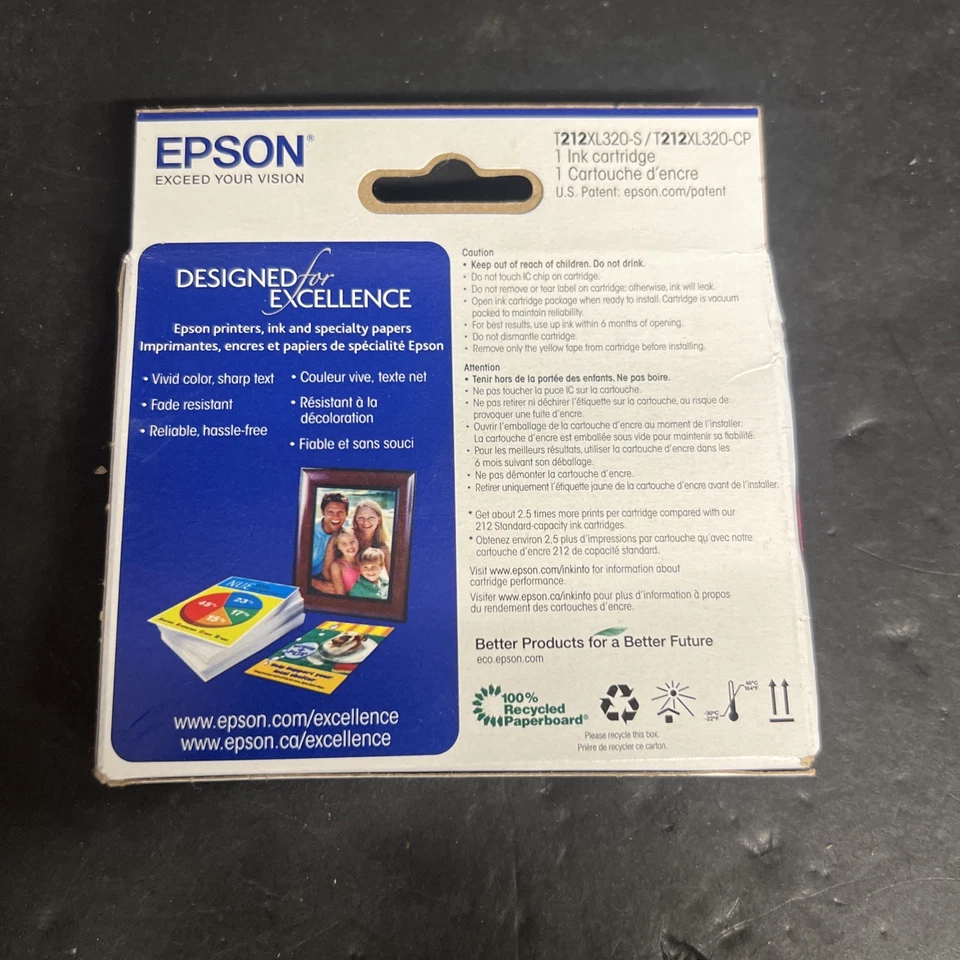 EPSON®
EXCEED YOUR VISION
T212XL320-S / T212XL320-CP
1 Ink cartridge
1 Cartouche d'encre
U.S. Patent: epson.com/patent
DESIGNED for
EXCELLENCE
Epson printers, ink and specialty papers
Imprimantes, encres et papiers de spécialité Epson
• Vivid color, sharp text
• Fade resistant
• Reliable, hassle-free
• Couleur vive, texte net
• Résistant à la
décoloration
• Fiable et sans souci
NUE
45%
23%
17%
15%
www.epson.com/excellence
www.epson.ca/excellence
Caution
• Keep out of reach of children. Do not drink.
• Do not touch IC chip on cartridge.
• Do not remove or tear label on cartridge; otherwise, ink will leak.
• Open ink cartridge package when ready to install. Cartridge is vacuum
packed to maintain reliability.
• For best results, use up ink within 6 months of opening.
• Do not dismantle cartridge.
• Remove only the yellow tape from cartridge before installing.
Attention
• Tenir hors de la portée des enfants. Ne pas boire.
• Ne pas toucher la puce IC sur la cartouche.
• Ne pas retirer ni déchirer l'étiquette sur la cartouche, au risque de
provoquer une fuite d'encre.
• Ouvrir l'emballage de la cartouche d'encre au moment de l'installer.
La cartouche d'encre est emballée sous vide pour maintenir sa fiabilité.
• Pour les meilleurs résultats, utiliser la cartouche d'encre dans les
6 mois suivant son déballage.
• Ne pas démonter la cartouche d'encre.
• Retirer uniquement l'étiquette jaune de la cartouche d'encre avant de l'installer.
* Get about 2.5 times more prints per cartridge compared with our
212 Standard-capacity ink cartridges.
* Obtenez environ 2,5 plus d'impressions par cartouche qu'avec notre
cartouche d'encre 212 de capacité standard.
Visit www.epson.com/inkinfo for information about
cartridge performance.
Visiter www.epson.ca/inkinfo pour plus d'information à propos
du rendement des cartouches d'encre.
Better Products for a Better Future
eco.epson.com
100%
Recycled
Paperboard®
40°C
104°F
-30°C
-22°F
Please recycle this box.
Prière de recycler ce carton.